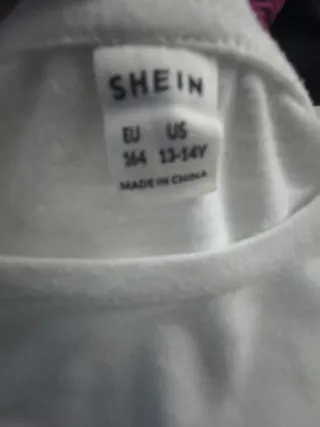 SHEIN
EU US
164 13-14Y
MADE IN CHINA